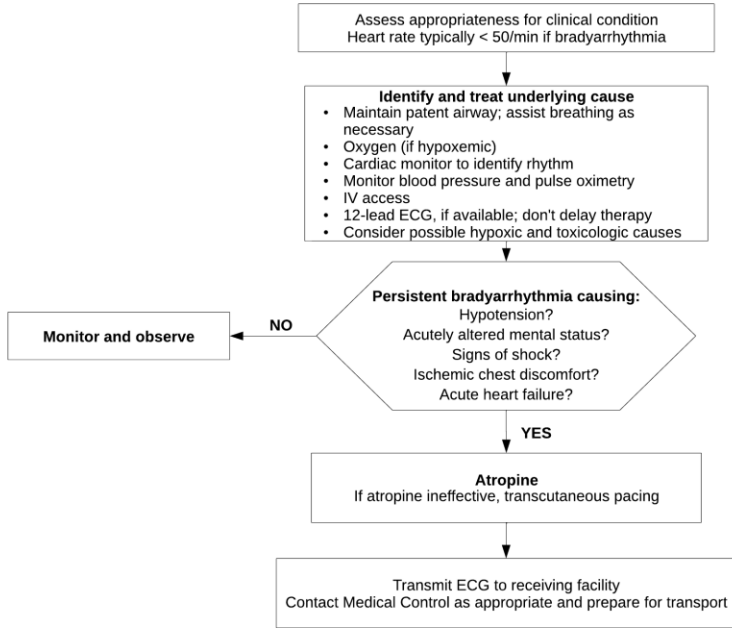 Assess appropriateness for clinical condition
Heart rate typically < 50/min if bradyarrhythmia
Identify and treat underlying cause
• Maintain patent airway; assist breathing as
necessary
• Oxygen (if hypoxemic)
• Cardiac monitor to identify rhythm
• Monitor blood pressure and pulse oximetry
• IV access
• 12-lead ECG, if available; don't delay therapy
• Consider possible hypoxic and toxicologic causes
Persistent bradyarrhythmia causing:
Hypotension?
Acutely altered mental status?
Signs of shock?
Ischemic chest discomfort?
Acute heart failure?
NO
Monitor and observe
YES
Atropine
If atropine ineffective, transcutaneous pacing
Transmit ECG to receiving facility
Contact Medical Control as appropriate and prepare for transport